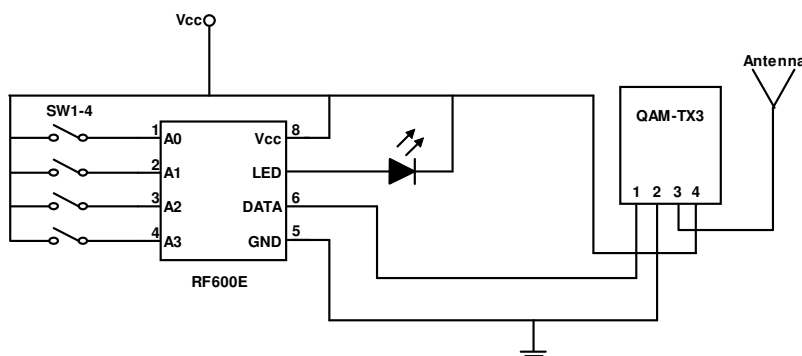 Vcc
Antenna
SW1-4
QAM-TX3
1 A0 Vcc 8
2 A1 LED
3 A2 DATA 6
4 A3 GND 5
1 2 3 4
RF600E